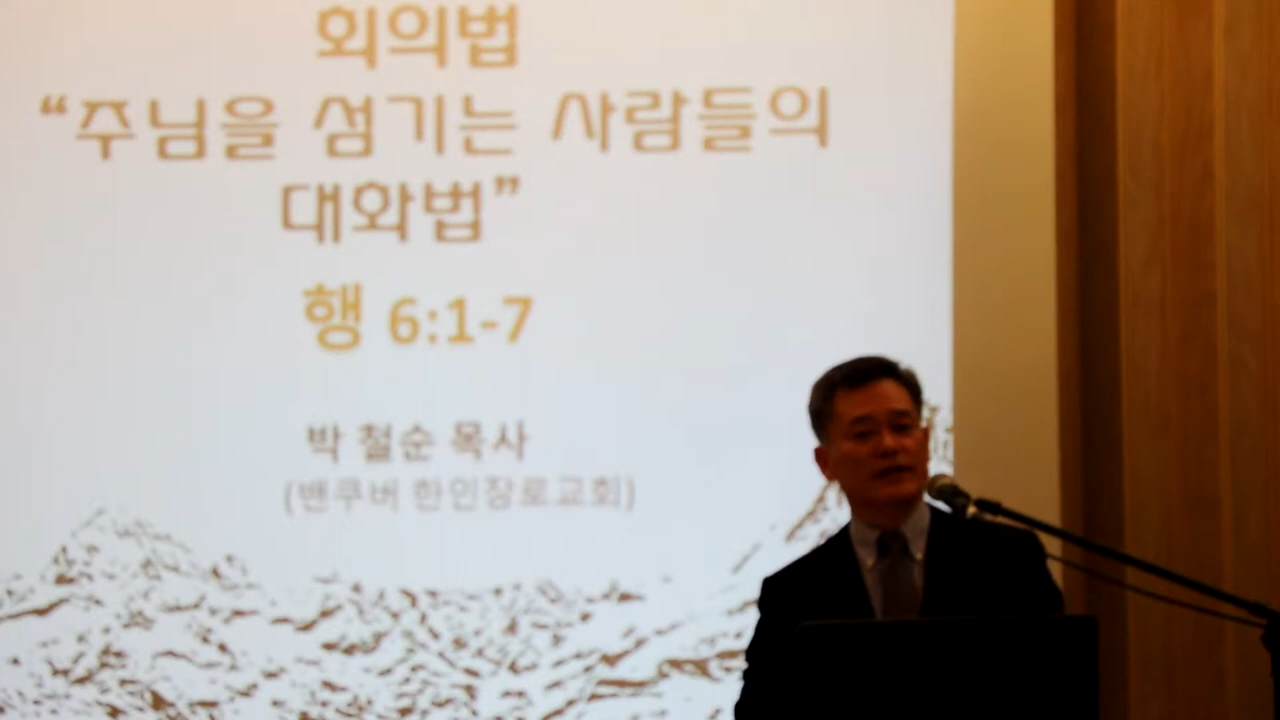 회의법
“주님을 섬기는 사람들의
대화법”
행 6:1-7
박 철순 목사
(밴쿠버 한인장로교회)